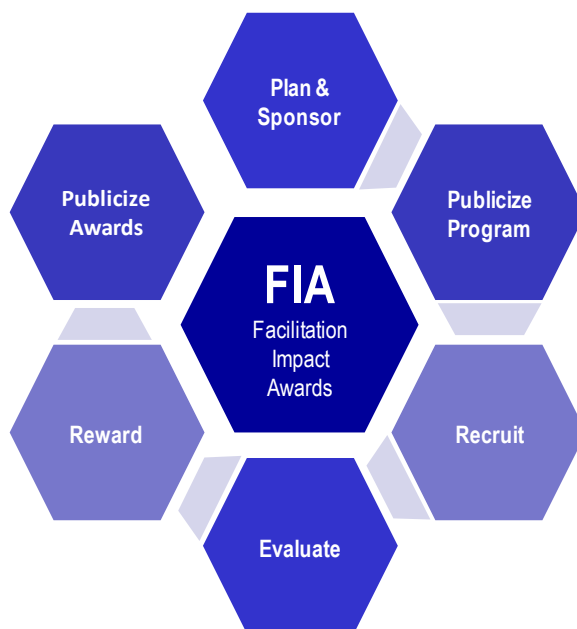 Plan &
Sponsor
Publicize
Program
Recruit
Evaluate
Reward
Publicize
Awards
FIA
Facilitation
Impact
Awards